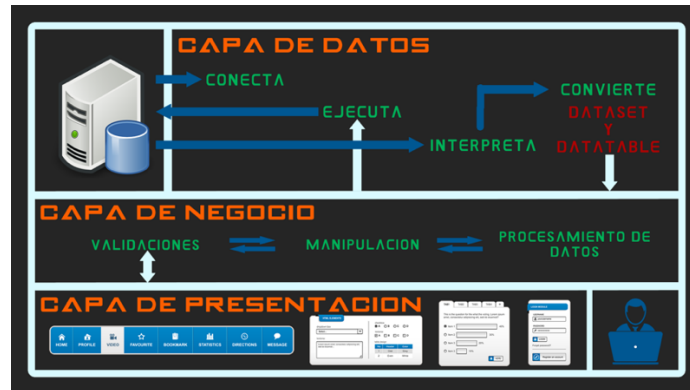 CAPA DE DATOS
CONECTA
EJECUTA
INTERPRETA
CONVIERTE
DATASET
Y
DATATABLE
CAPA DE NEGOCIO
VALIDACIONES
MANIPULACION
PROCESAMIENTO DE
DATOS
CAPA DE PRESENTACION
HOME PROFILE VIDEO FAVOURITE BOOKMARK STATISTICS DIRECTIONS MESSAGE